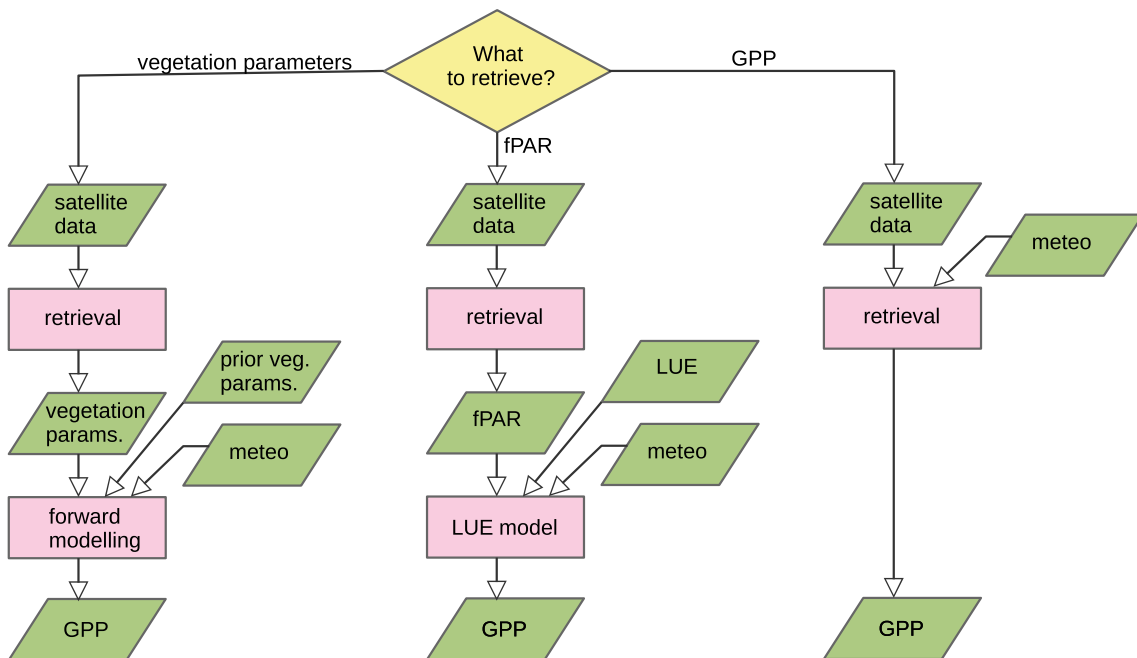 What
to retrieve?
vegetation parameters
GPP
fPAR
satellite
data
satellite
data
satellite
data
meteo
retrieval
retrieval
retrieval
prior veg.
params.
LUE
vegetation
params.
fPAR
meteo
meteo
forward
modelling
LUE model
GPP
GPP
GPP